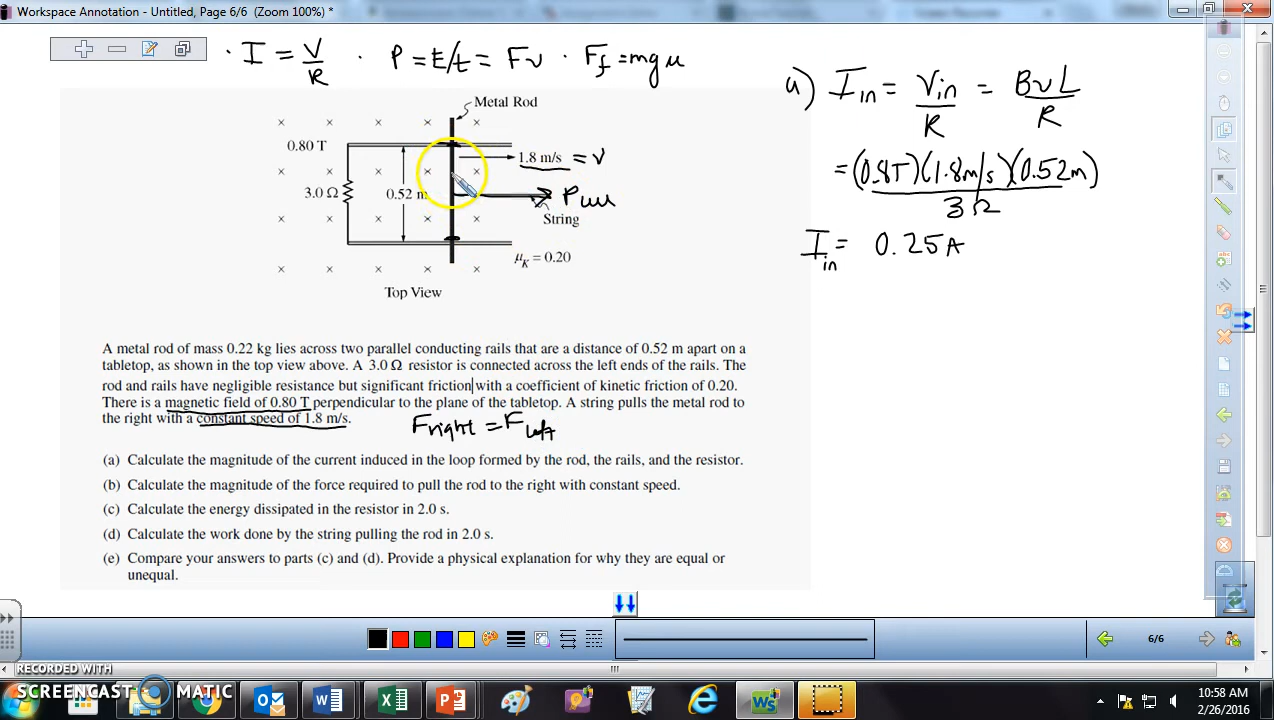 Workspace Annotation - Untitled, Page 6/6 (Zoom 100%) *
· I = V/R · P = E/t = Fv · Ff = mgμ
a) I in = V in / R = BvL / R
= (0.8T)(1.8m/s)(0.52m) / 3Ω
I in = 0.25A
Metal Rod
0.80 T
1.8 m/s = v
3.0 Ω
0.52 m
Pull
String
μK = 0.20
Top View
A metal rod of mass 0.22 kg lies across two parallel conducting rails that are a distance of 0.52 m apart on a
tabletop, as shown in the top view above. A 3.0 Ω resistor is connected across the left ends of the rails. The
rod and rails have negligible resistance but significant friction with a coefficient of kinetic friction of 0.20.
There is a magnetic field of 0.80 T perpendicular to the plane of the tabletop. A string pulls the metal rod to
the right with a constant speed of 1.8 m/s.
Fright = Fleft
(a) Calculate the magnitude of the current induced in the loop formed by the rod, the rails, and the resistor.
(b) Calculate the magnitude of the force required to pull the rod to the right with constant speed.
(c) Calculate the energy dissipated in the resistor in 2.0 s.
(d) Calculate the work done by the string pulling the rod in 2.0 s.
(e) Compare your answers to parts (c) and (d). Provide a physical explanation for why they are equal or
unequal.
6/6
RECORDED WITH
SCREENCAST MATIC
10:58 AM
2/26/2016